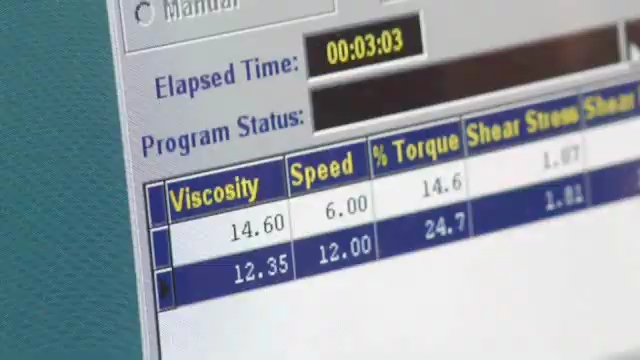 Manual
Elapsed Time: 00:03:03
Program Status:
Viscosity Speed % Torque Shear Stress Shear
14.60 6.00 14.6 1.07
12.35 12.00 24.7 1.81